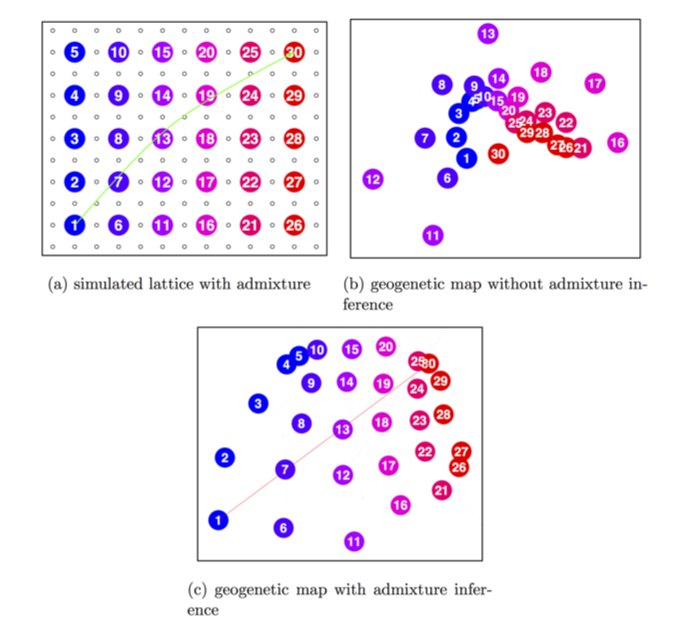 5 10 15 20 25 30
4 9 14 19 24 29
3 8 13 18 23 28
2 7 12 17 22 27
1 6 11 16 21 26
(a) simulated lattice with admixture
13
14 18
8 9 17
4 5 10 15 19
3 20 23
25 24 22
7 2 29 28 16
1 30 27 26 21
12 6
11
(b) geogenetic map without admixture in-
ference
10 15 20
4 5 25 30
9 14 19 24 29
3 28
8 13 18 23
2 22 27
7 12 17 26
16 21
1 6
11
(c) geogenetic map with admixture infer-
ence